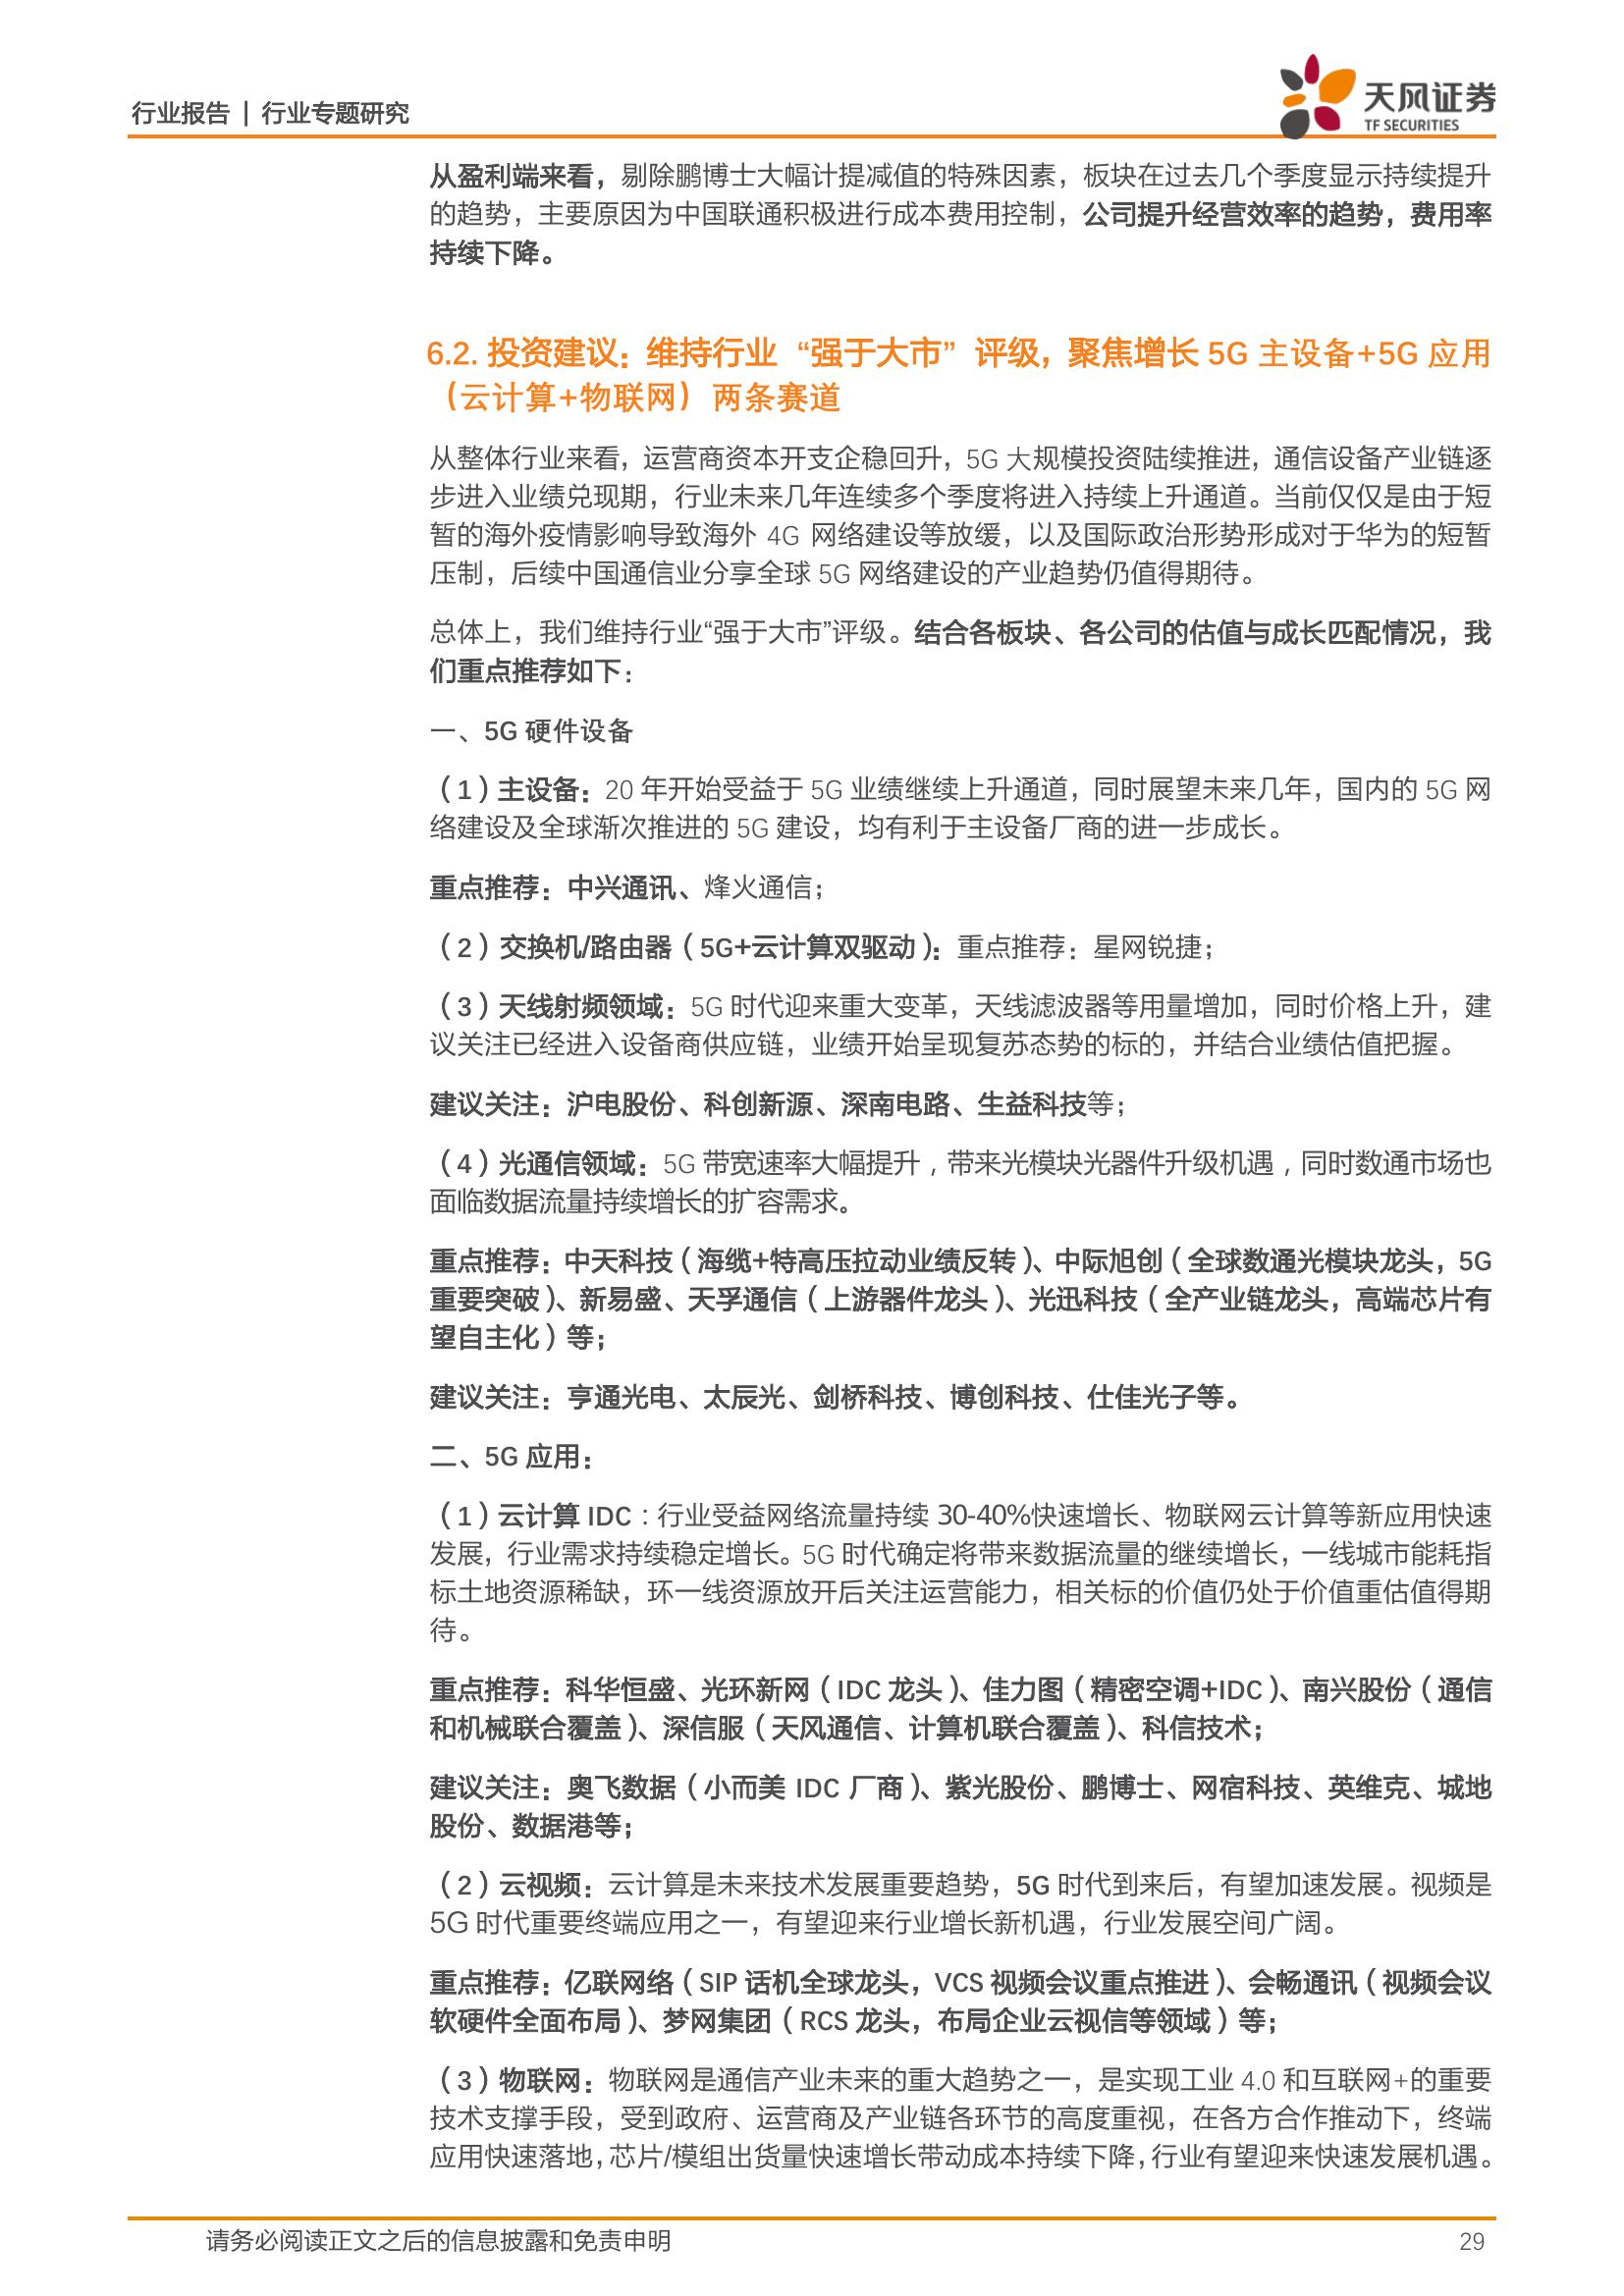 行业报告 | 行业专题研究
天风证券
TF SECURITIES
从盈利端来看，剔除鹏博士大幅计提减值的特殊因素，板块在过去几个季度显示持续提升
的趋势，主要原因为中国联通积极进行成本费用控制，公司提升经营效率的趋势，费用率
持续下降。
6.2. 投资建议：维持行业“强于大市”评级，聚焦增长 5G 主设备+5G 应用
（云计算+物联网）两条赛道
从整体行业来看，运营商资本开支企稳回升，5G 大规模投资陆续推进，通信设备产业链逐
步进入业绩兑现期，行业未来几年连续多个季度将进入持续上升通道。当前仅仅是由于短
暂的海外疫情影响导致海外 4G 网络建设等放缓，以及国际政治形势形成对于华为的短暂
压制，后续中国通信业分享全球 5G 网络建设的产业趋势仍值得期待。
总体上，我们维持行业“强于大市”评级。结合各板块、各公司的估值与成长匹配情况，我
们重点推荐如下：
一、5G 硬件设备
（1）主设备：20 年开始受益于 5G 业绩继续上升通道，同时展望未来几年，国内的 5G 网
络建设及全球渐次推进的 5G 建设，均有利于主设备厂商的进一步成长。
重点推荐：中兴通讯、烽火通信；
（2）交换机/路由器（5G+云计算双驱动）：重点推荐：星网锐捷；
（3）天线射频领域：5G 时代迎来重大变革，天线滤波器等用量增加，同时价格上升，建
议关注已经进入设备商供应链，业绩开始呈现复苏态势的标的，并结合业绩估值把握。
建议关注：沪电股份、科创新源、深南电路、生益科技等；
（4）光通信领域：5G 带宽速率大幅提升，带来光模块光器件升级机遇，同时数通市场也
面临数据流量持续增长的扩容需求。
重点推荐：中天科技（海缆+特高压拉动业绩反转）、中际旭创（全球数通光模块龙头，5G
重要突破）、新易盛、天孚通信（上游器件龙头）、光迅科技（全产业链龙头，高端芯片有
望自主化）等；
建议关注：亨通光电、太辰光、剑桥科技、博创科技、仕佳光子等。
二、5G 应用：
（1）云计算 IDC：行业受益网络流量持续 30-40%快速增长、物联网云计算等新应用快速
发展，行业需求持续稳定增长。5G 时代确定将带来数据流量的继续增长，一线城市能耗指
标土地资源稀缺，环一线资源放开后关注运营能力，相关标的价值仍处于价值重估值得期
待。
重点推荐：科华恒盛、光环新网（IDC 龙头）、佳力图（精密空调+IDC）、南兴股份（通信
和机械联合覆盖）、深信服（天风通信、计算机联合覆盖）、科信技术；
建议关注：奥飞数据（小而美 IDC 厂商）、紫光股份、鹏博士、网宿科技、英维克、城地
股份、数据港等；
（2）云视频：云计算是未来技术发展重要趋势，5G 时代到来后，有望加速发展。视频是
5G 时代重要终端应用之一，有望迎来行业增长新机遇，行业发展空间广阔。
重点推荐：亿联网络（SIP 话机全球龙头，VCS 视频会议重点推进）、会畅通讯（视频会议
软硬件全面布局）、梦网集团（RCS 龙头，布局企业云视信等领域）等；
（3）物联网：物联网是通信产业未来的重大趋势之一，是实现工业 4.0 和互联网+的重要
技术支撑手段，受到政府、运营商及产业链各环节的高度重视，在各方合作推动下，终端
应用快速落地，芯片/模组出货量快速增长带动成本持续下降，行业有望迎来快速发展机遇。
请务必阅读正文之后的信息披露和免责申明
29